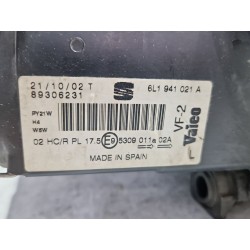 21/10/02 T 6L1 941 021 A
89306231
PY21W
H4
W5W
VF-2
Valeo
02 HC/R PL 17.5 E9 5309 011a 02A
MADE IN SPAIN